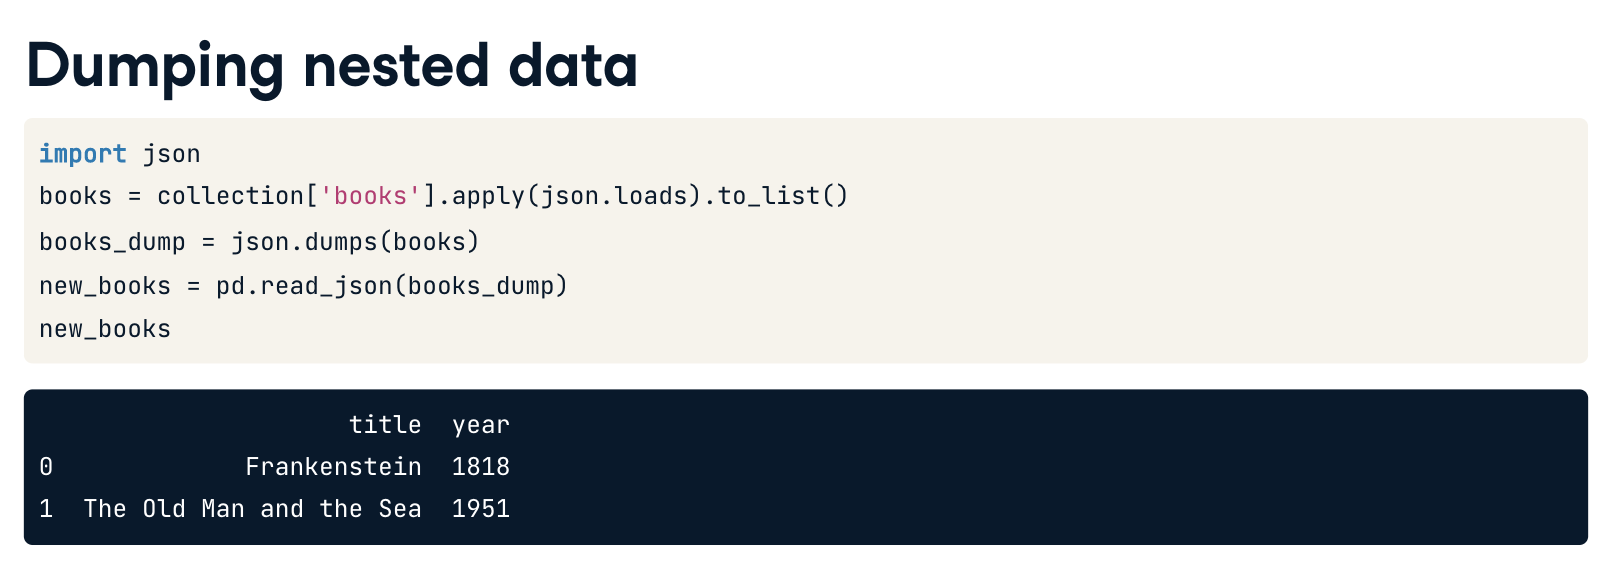 Dumping nested data
import json
books = collection['books'].apply(json.loads).to_list()
books_dump = json.dumps(books)
new_books = pd.read_json(books_dump)
new_books
title  year
0             Frankenstein  1818
1  The Old Man and the Sea  1951